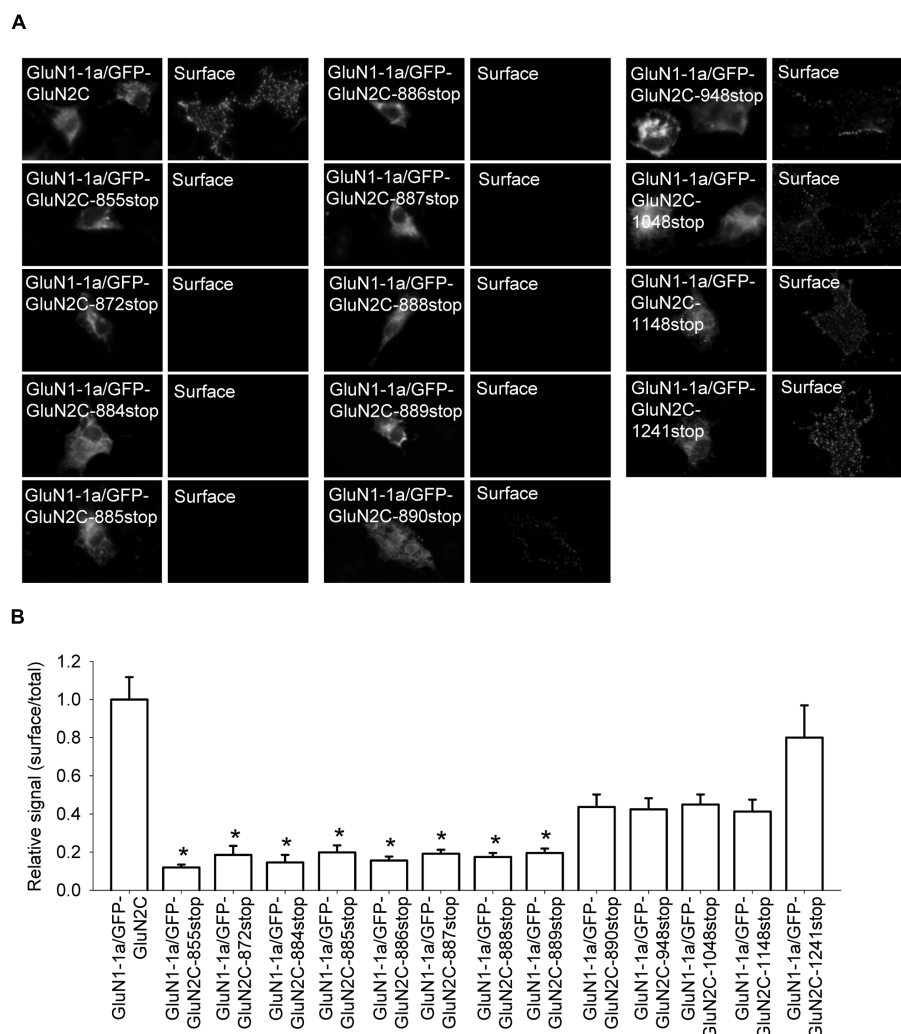 A
GluN1-1a/GFP-
GluN2C
Surface
GluN1-1a/GFP-
GluN2C-886stop
Surface
GluN1-1a/GFP-
GluN2C-948stop
Surface
GluN1-1a/GFP-
GluN2C-855stop
Surface
GluN1-1a/GFP-
GluN2C-887stop
Surface
GluN1-1a/GFP-
GluN2C-
1048stop
Surface
GluN1-1a/GFP-
GluN2C-872stop
Surface
GluN1-1a/GFP-
GluN2C-888stop
Surface
GluN1-1a/GFP-
GluN2C-
1148stop
Surface
GluN1-1a/GFP-
GluN2C-884stop
Surface
GluN1-1a/GFP-
GluN2C-889stop
Surface
GluN1-1a/GFP-
GluN2C-
1241stop
Surface
GluN1-1a/GFP-
GluN2C-885stop
Surface
GluN1-1a/GFP-
GluN2C-890stop
Surface
B
Relative signal (surface/total)
1.2
1.0
0.8
0.6
0.4
0.2
0.0
*
*
*
*
*
*
*
*
GluN1-1a/GFP-
GluN2C
GluN1-1a/GFP-
GluN2C-855stop
GluN1-1a/GFP-
GluN2C-872stop
GluN1-1a/GFP-
GluN2C-884stop
GluN1-1a/GFP-
GluN2C-885stop
GluN1-1a/GFP-
GluN2C-886stop
GluN1-1a/GFP-
GluN2C-887stop
GluN1-1a/GFP-
GluN2C-888stop
GluN1-1a/GFP-
GluN2C-889stop
GluN1-1a/GFP-
GluN2C-890stop
GluN1-1a/GFP-
GluN2C-948stop
GluN1-1a/GFP-
GluN2C-1048stop
GluN1-1a/GFP-
GluN2C-1148stop
GluN1-1a/GFP-
GluN2C-1241stop